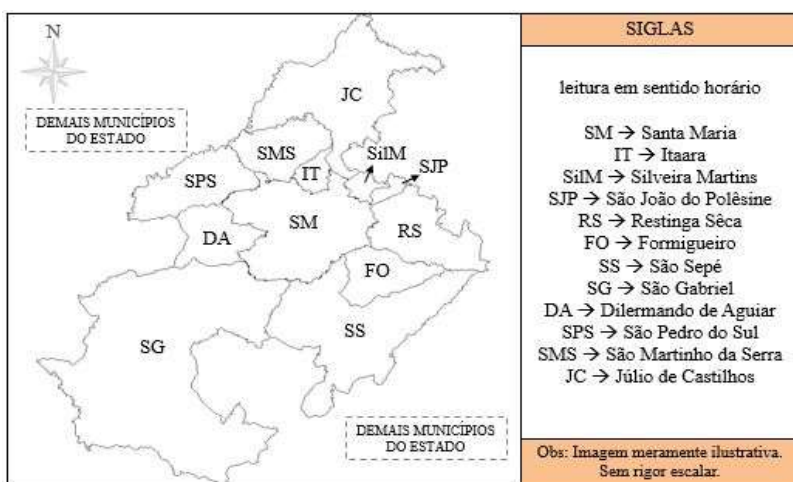 N
DEMAIS MUNICÍPIOS
DO ESTADO
JC
SMS
IT
SilM
SJP
SPS
DA
SM
RS
FO
SS
SG
DEMAIS MUNICÍPIOS
DO ESTADO
SIGLAS
leitura em sentido horário
SM → Santa Maria
IT → Itaara
SilM → Silveira Martins
SJP → São João do Polêsine
RS → Restinga Sêca
FO → Formigueiro
SS → São Sepé
SG → São Gabriel
DA → Dilermando de Aguiar
SPS → São Pedro do Sul
SMS → São Martinho da Serra
JC → Júlio de Castilhos
Obs: Imagem meramente ilustrativa.
Sem rigor escalar.